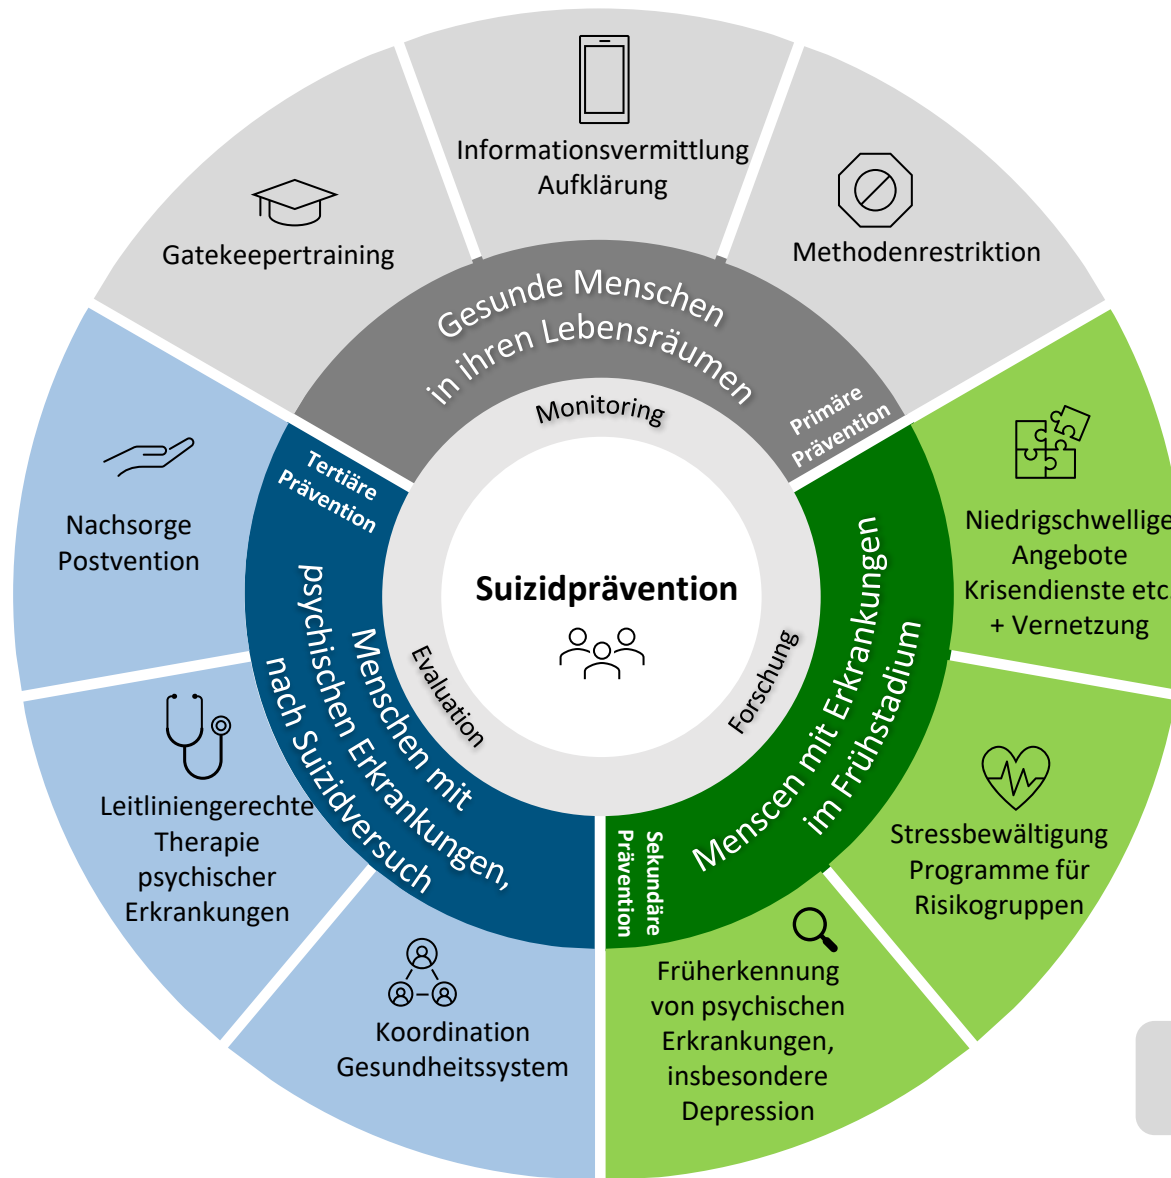 Informationsvermittlung
Aufklärung
Gatekeepertraining
Methodenrestriktion
Gesunde Menschen
in ihren Lebensräumen
Primäre
Prävention
Monitoring
Tertiäre
Prävention
Nachsorge
Postvention
Niedrigschwellige
Angebote
Krisendienste etc
+ Vernetzung
Suizidprävention
Evaluation
Forschung
Menschen mit
psychischen Erkrankungen,
nach Suizidversuch
Menscen mit Erkrankungen
im Frühstadium
Sekundäre
Prävention
Leitliniengerechte
Therapie
psychischer
Erkrankungen
Stressbewältigung
Programme für
Risikogruppen
Koordination
Gesundheitssystem
Früherkennung
von psychischen
Erkrankungen,
insbesondere
Depression